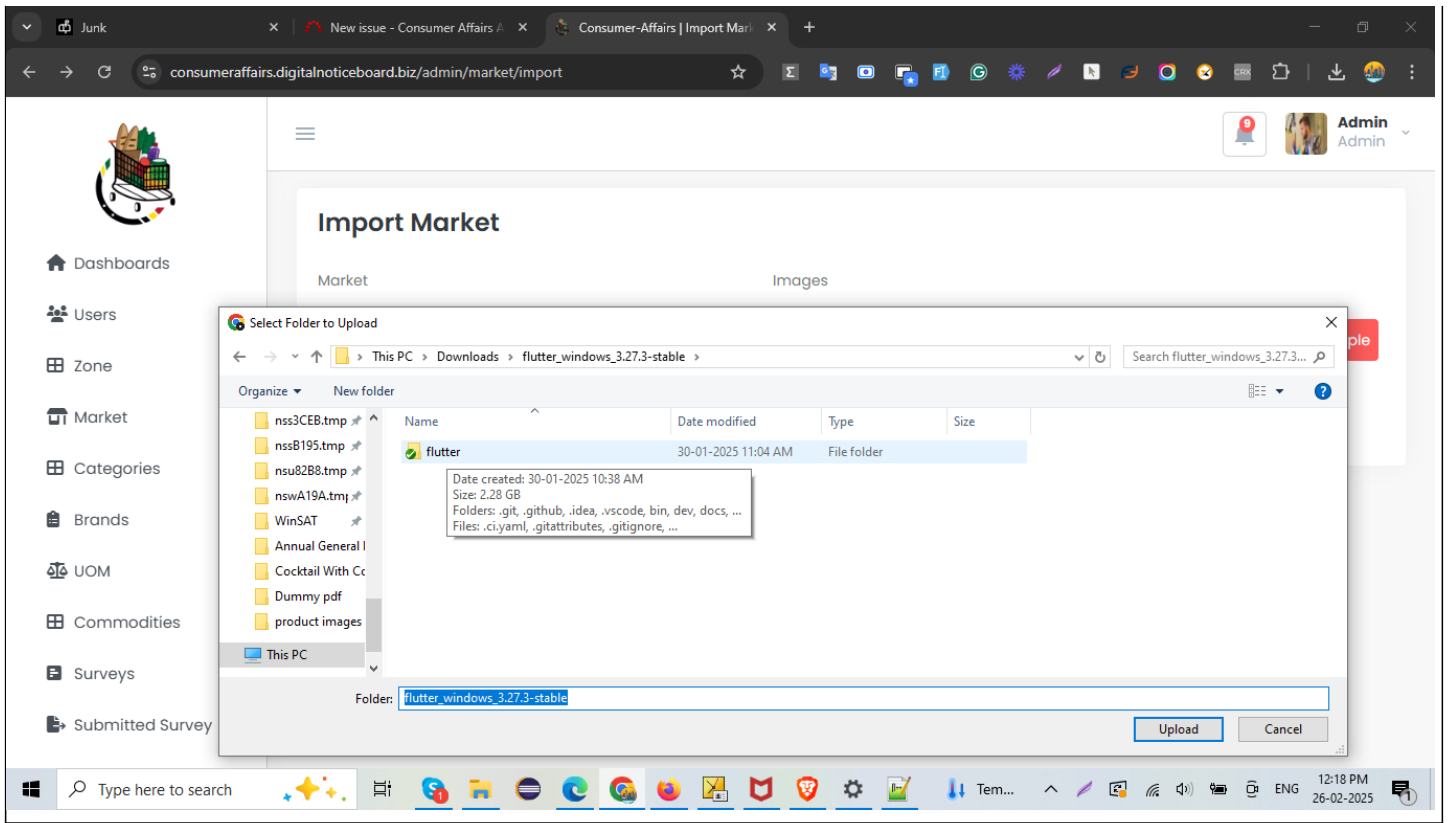 Junk
New issue - Consumer Affairs A
Consumer-Affairs | Import Mark
consumeraffairs.digitalnoticeboard.biz/admin/market/import
CRX
9
Admin
Admin
Import Market
Dashboards
Market
Images
Users
Select Folder to Upload
ple
This PC > Downloads > flutter_windows_3.27.3-stable >
Search flutter_windows_3.27.3...
Zone
Organize
New folder
Market
nss3CEB.tmp
Name
Date modified
Type
Size
nssB195.tmp
flutter
30-01-2025 11:04 AM
File folder
Categories
nsu82B8.tmp
Date created: 30-01-2025 10:38 AM
Size: 2.28 GB
Folders: .git, .github, .idea, .vscode, bin, dev, docs, ...
Files: .ci.yaml, .gitattributes, .gitignore, ...
nswA19A.tm
Brands
WinSAT
Annual General
UOM
Cocktail With Co
Dummy pdf
Commodities
product images
This PC
Surveys
Folder:
flutter_windows_3.27.3-stable
Submitted Survey
Upload
Cancel
Type here to search
Tem...
ENG
12:18 PM
26-02-2025
1